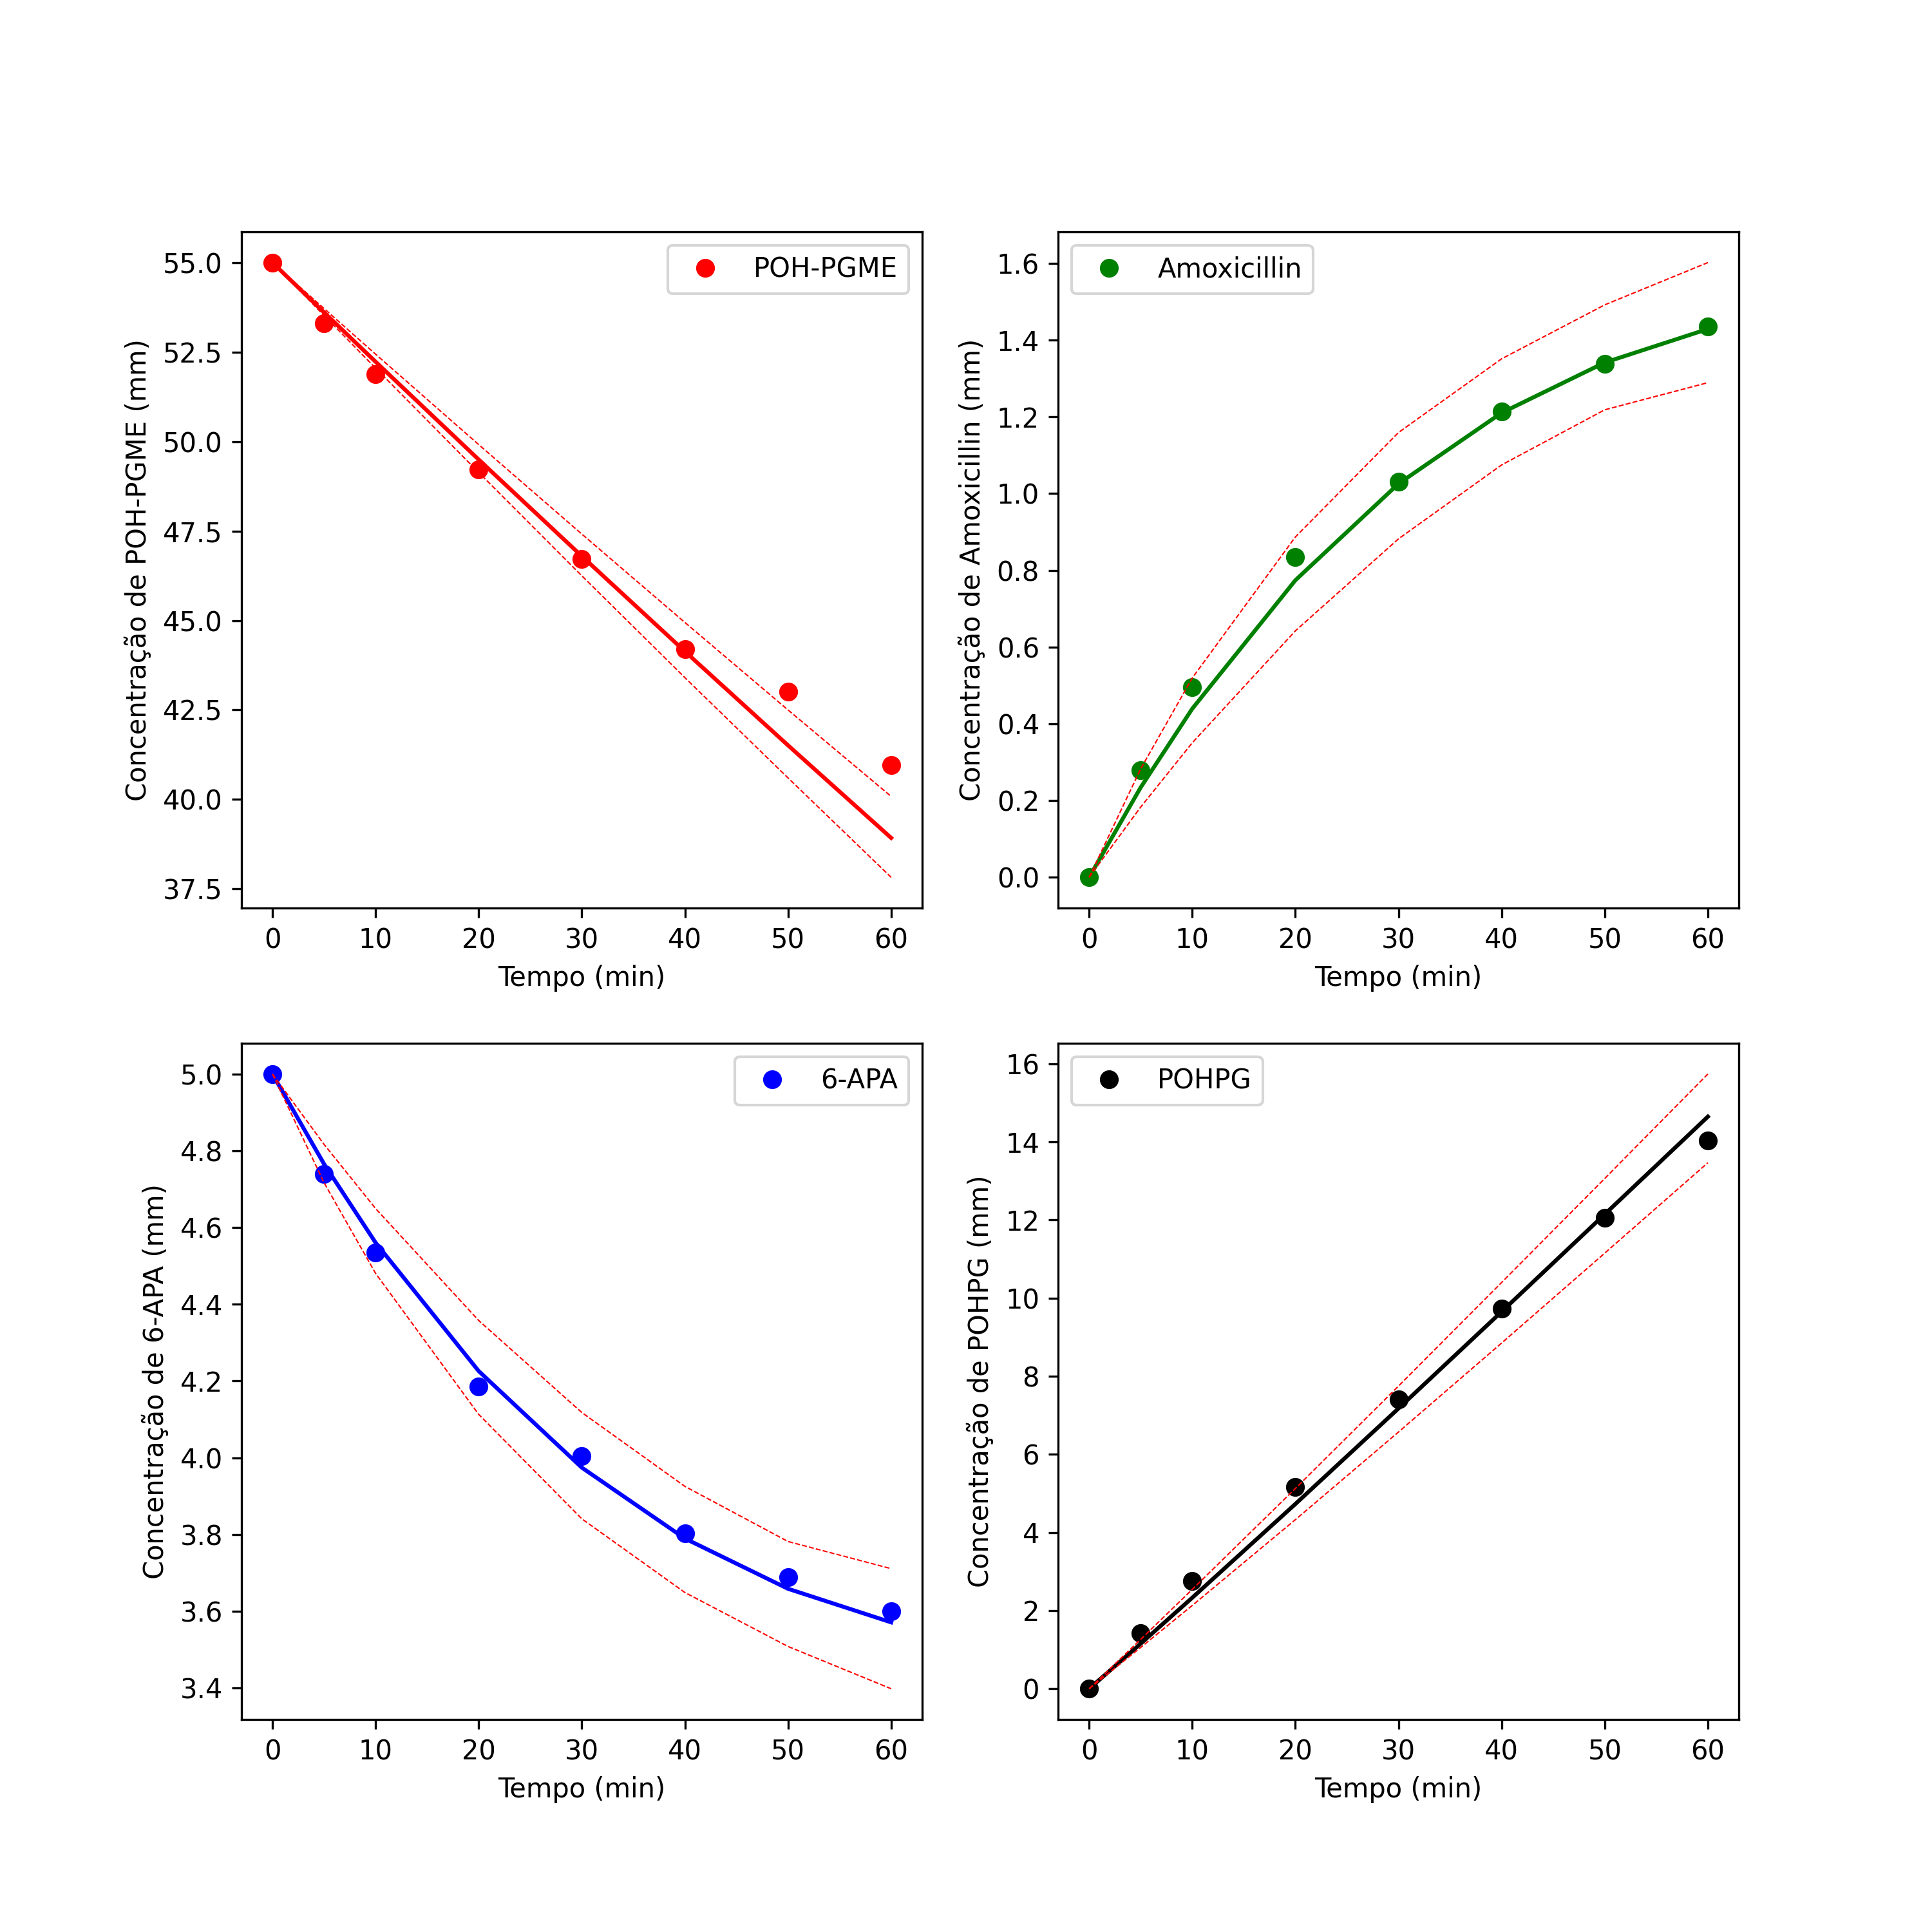 POH-PGME
55.0
52.5
50.0
47.5
45.0
42.5
40.0
37.5
Concentração de POH-PGME (mm)
0 10 20 30 40 50 60
Tempo (min)
Amoxicillin
1.6
1.4
1.2
1.0
0.8
0.6
0.4
0.2
0.0
Concentração de Amoxicillin (mm)
0 10 20 30 40 50 60
Tempo (min)
6-APA
5.0
4.8
4.6
4.4
4.2
4.0
3.8
3.6
3.4
Concentração de 6-APA (mm)
0 10 20 30 40 50 60
Tempo (min)
POHPG
16
14
12
10
8
6
4
2
0
Concentração de POHPG (mm)
0 10 20 30 40 50 60
Tempo (min)